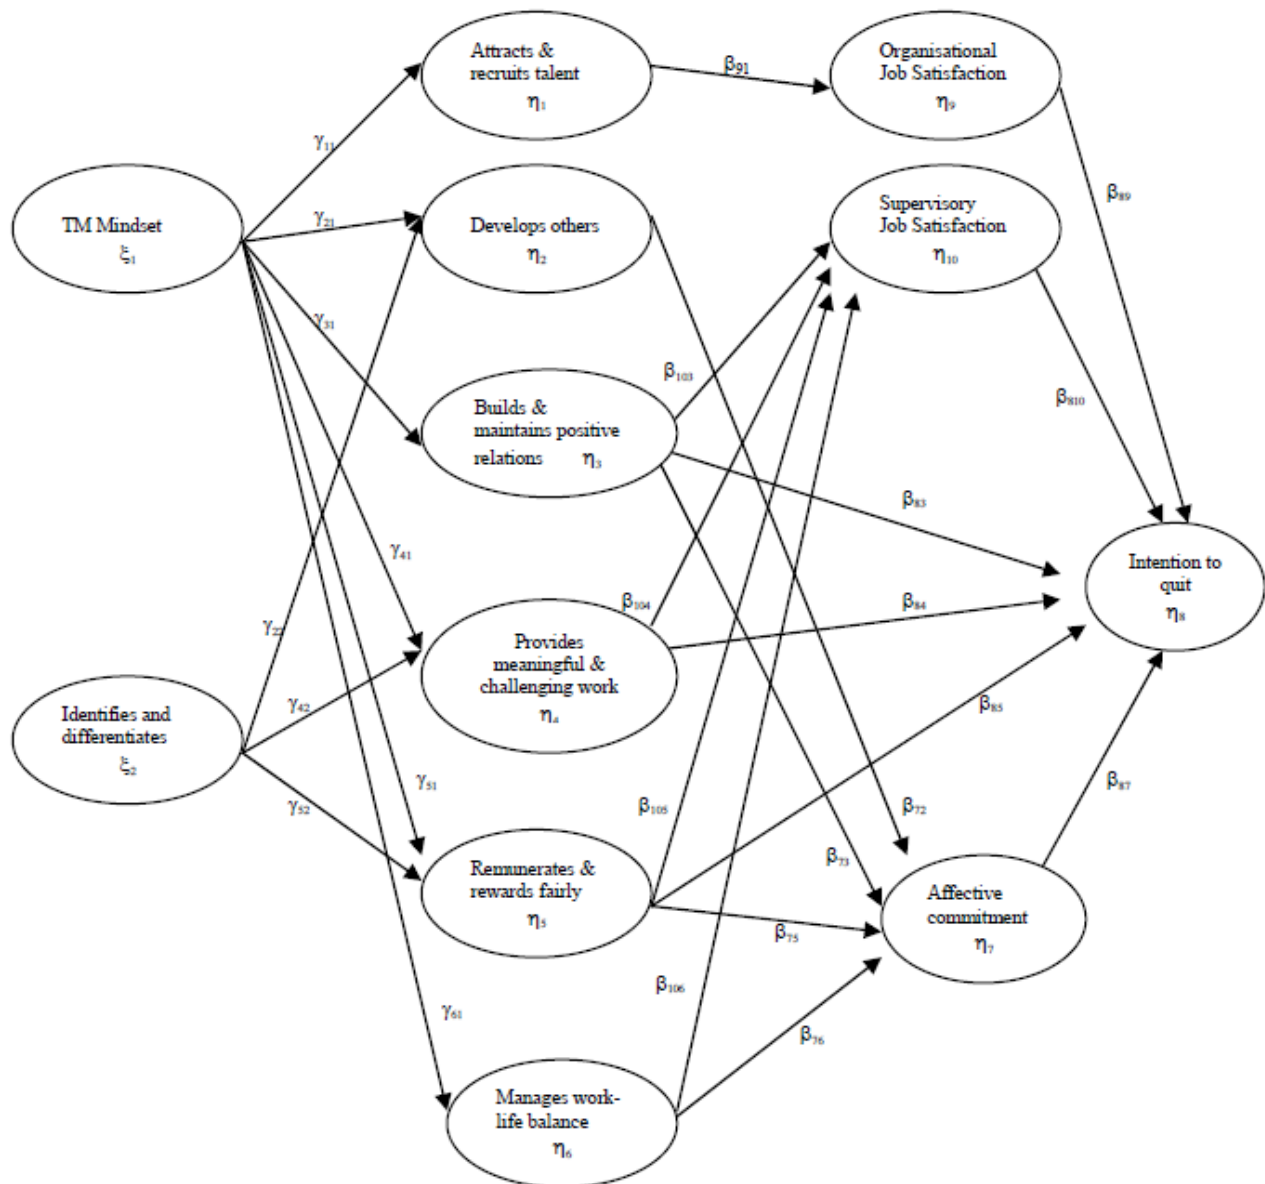 Attracts &
recruits talent
η₁
β₉₁
Organisational
Job Satisfaction
η₉
γ₁₁
TM Mindset
ξ₁
γ₂₁
Develops others
η₂
Supervisory
Job Satisfaction
η₁₀
β₈₉
γ₃₁
β₁₀₃
β₈₁₀
Builds &
maintains positive
relations η₃
β₈₃
γ₄₁
Intention to
quit
η₈
γ₂₂
β₁₀₄
β₈₄
Provides
meaningful &
challenging work
η₄
Identifies and
differentiates
ξ₂
γ₄₂
β₈₅
γ₅₁
γ₅₂
β₁₀₅
β₇₂
β₈₇
β₇₃
Remunerates &
rewards fairly
η₅
β₇₅
Affective
commitment
η₇
γ₆₁
β₁₀₆
β₇₆
Manages work-
life balance
η₆